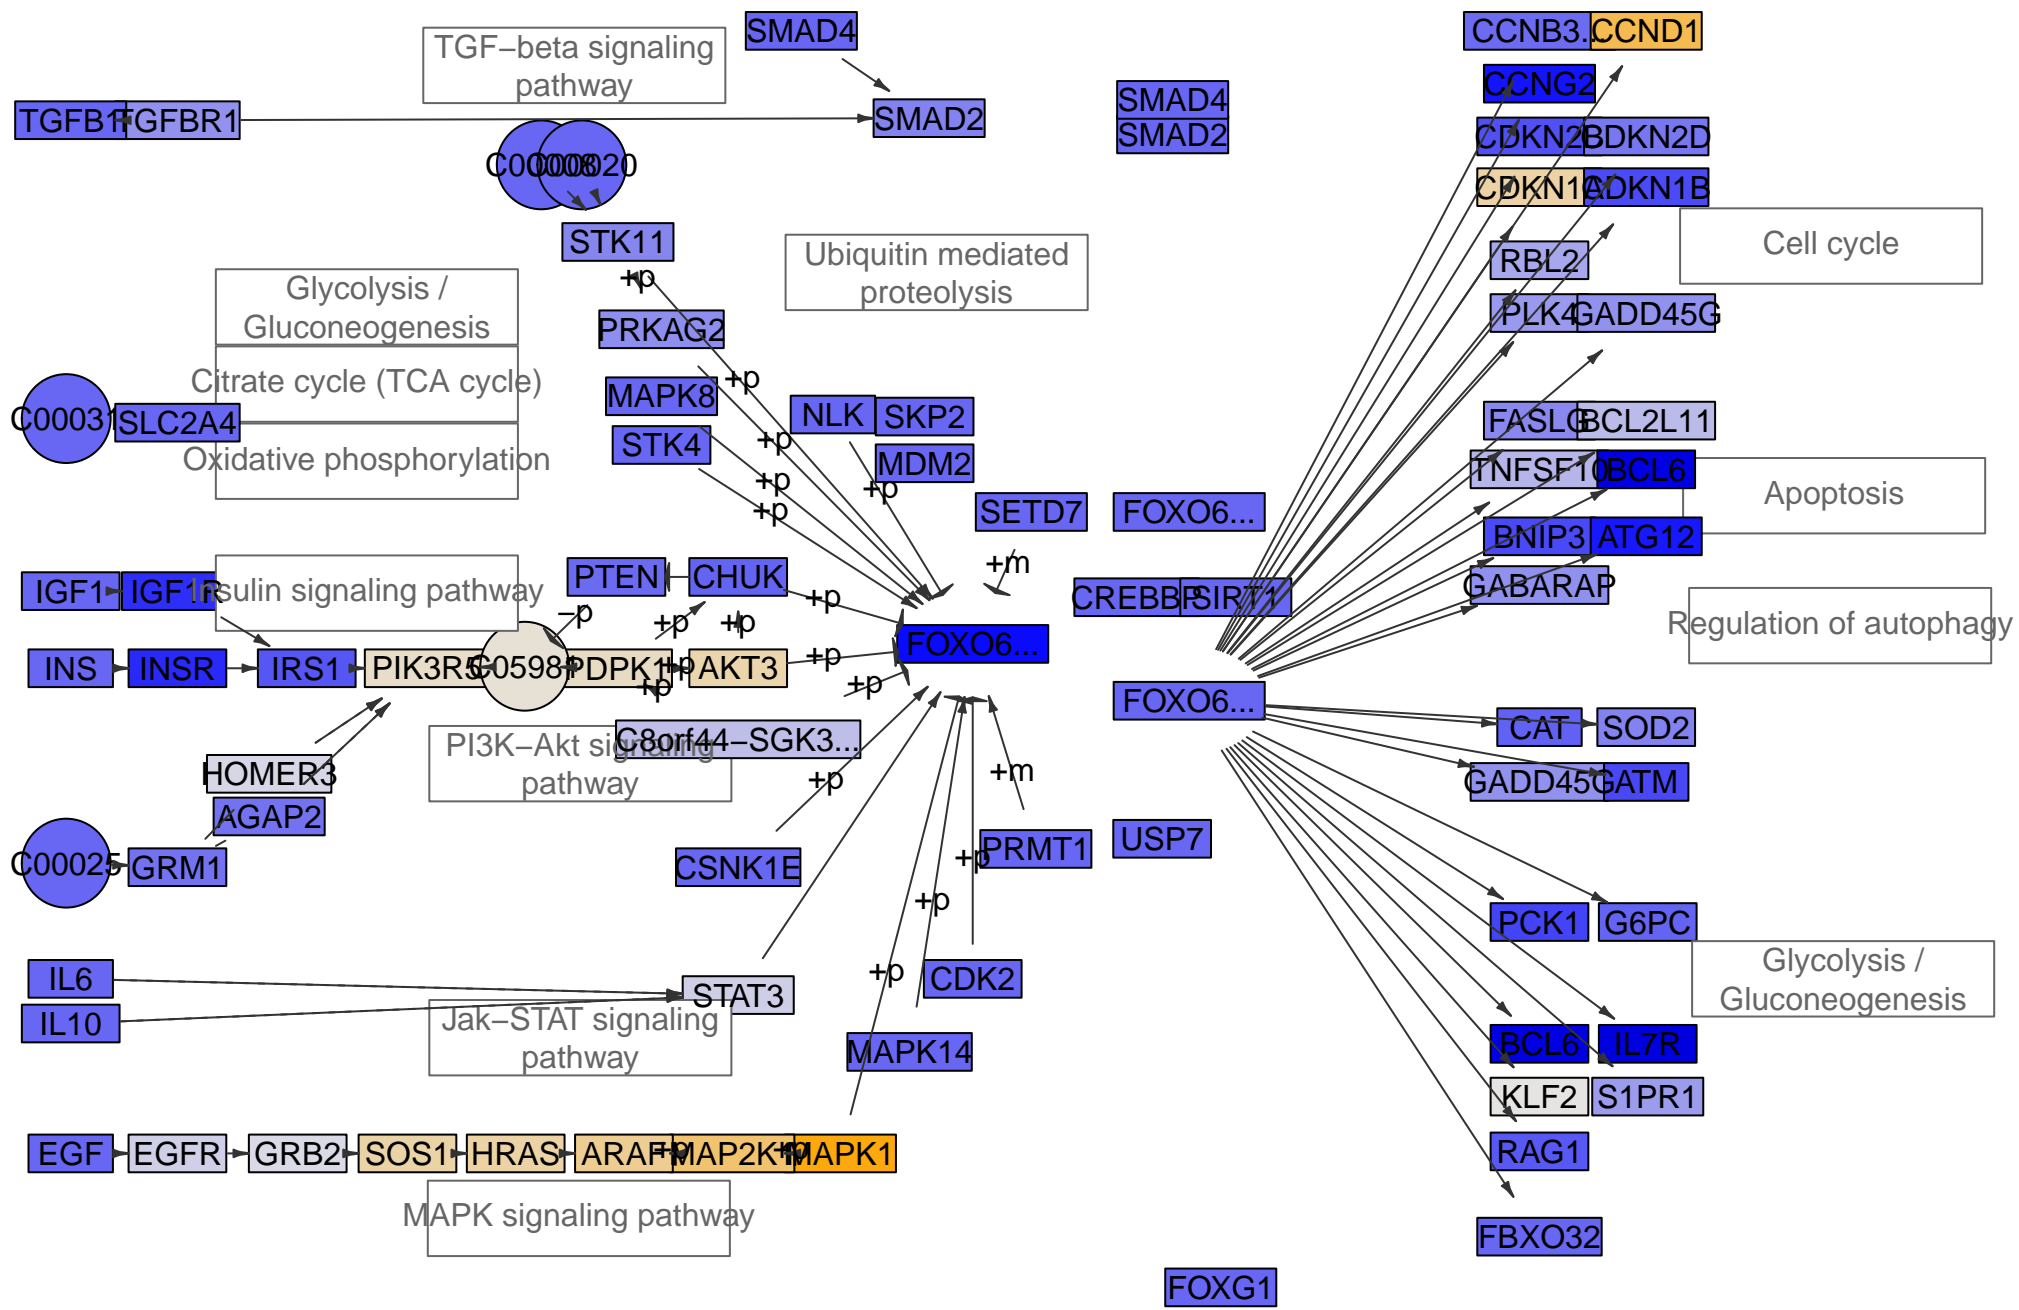 SMAD4
CCNB3...
CCND1
TGF−beta signaling
pathway
CCNG2
SMAD4
TGFB1
TGFBR1
SMAD2
SMAD2
CDKN2B
CDKN2D
C00020
CDKN1A
CDKN1B
STK11
Cell cycle
Ubiquitin mediated
proteolysis
RBL2
+p
Glycolysis /
Gluconeogenesis
PLK4
GADD45G
PRKAG2
Citrate cycle (TCA cycle)
+p
MAPK8
C00031
SLC2A4
NLK
SKP2
FASLG
BCL2L11
STK4
+p
Oxidative phosphorylation
MDM2
TNFSF10
BCL6
+p
+p
Apoptosis
+p
SETD7
FOXO6...
BNIP3
ATG12
+m
IGF1
IGF1R
Insulin signaling pathway
PTEN
CHUK
GABARAP
CREBBP
SIRT1
+p
−p
+p
+p
FOXO6...
Regulation of autophagy
INS
INSR
IRS1
PIK3R5
C05981
PDPK1
+p
AKT3
+p
+p
+p
FOXO6...
CAT
SOD2
C8orf44−SGK3...
PI3K−Akt signaling
pathway
HOMER3
+p
+m
GADD45G
ATM
AGAP2
USP7
PRMT1
C00025
GRM1
CSNK1E
+p
+p
PCK1
G6PC
Glycolysis /
Gluconeogenesis
IL6
+p
CDK2
STAT3
IL10
Jak−STAT signaling
pathway
MAPK14
BCL6
IL7R
KLF2
S1PR1
EGF
EGFR
GRB2
SOS1
HRAS
ARAF
+p
MAP2K1
+p
MAPK1
RAG1
MAPK signaling pathway
FBXO32
FOXG1